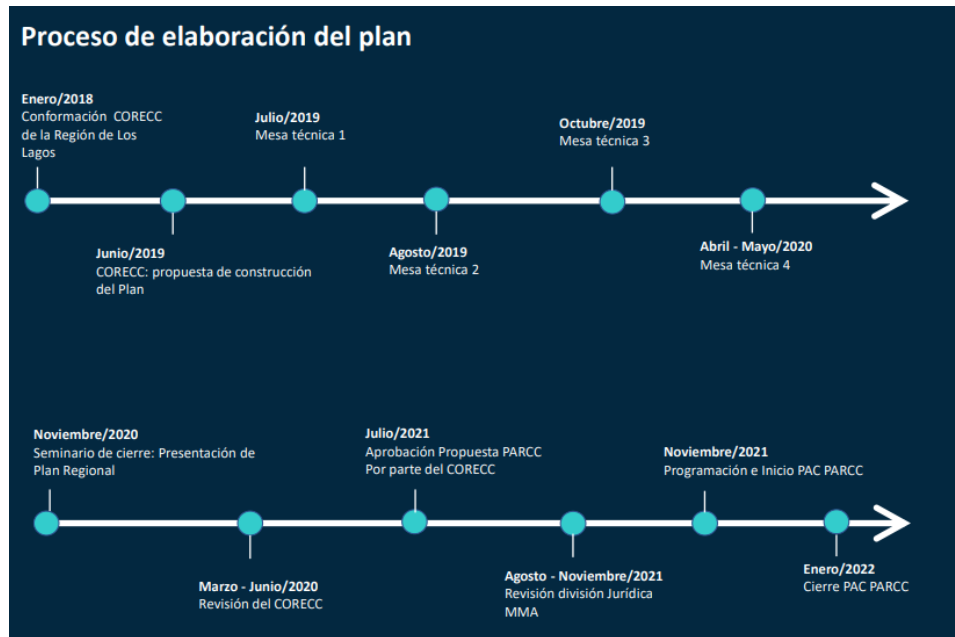 Proceso de elaboración del plan
Enero/2018
Conformación CORECC
de la Región de Los
Lagos
Junio/2019
CORECC: propuesta de construcción
del Plan
Julio/2019
Mesa técnica 1
Agosto/2019
Mesa técnica 2
Octubre/2019
Mesa técnica 3
Abril - Mayo/2020
Mesa técnica 4
Noviembre/2020
Seminario de cierre: Presentación de
Plan Regional
Marzo - Junio/2020
Revisión del CORECC
Julio/2021
Aprobación Propuesta PARCC
Por parte del CORECC
Agosto - Noviembre/2021
Revisión división Jurídica
MMA
Noviembre/2021
Programación e Inicio PAC PARCC
Enero/2022
Cierre PAC PARCC